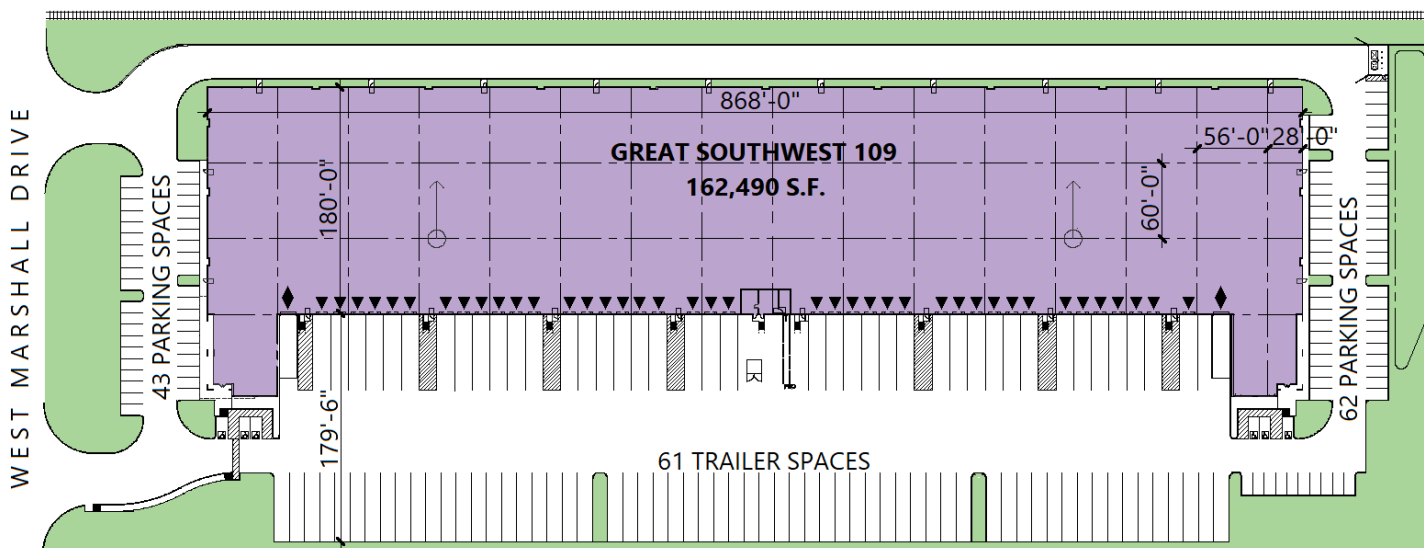 868'-0"
56'-0"
28'-0"
GREAT SOUTHWEST 109
162,490 S.F.
180'-0"
60'-0"
WEST MARSHALL DRIVE
43 PARKING SPACES
62 PARKING SPACES
179'-6"
61 TRAILER SPACES